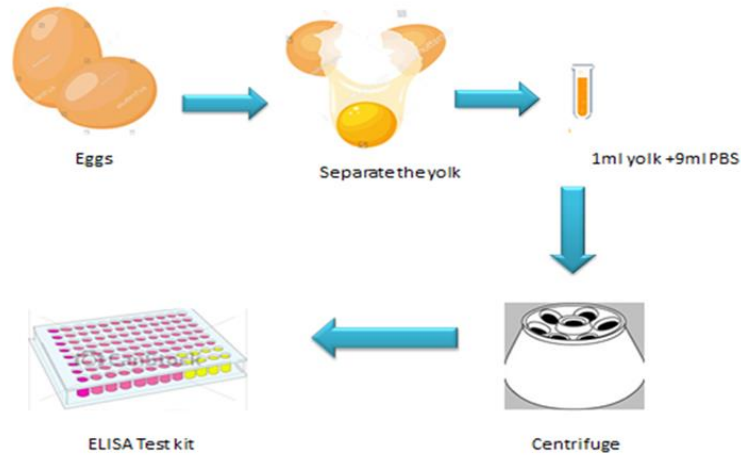 Eggs
Separate the yolk
1ml yolk +9ml PBS
ELISA Test kit
Centrifuge